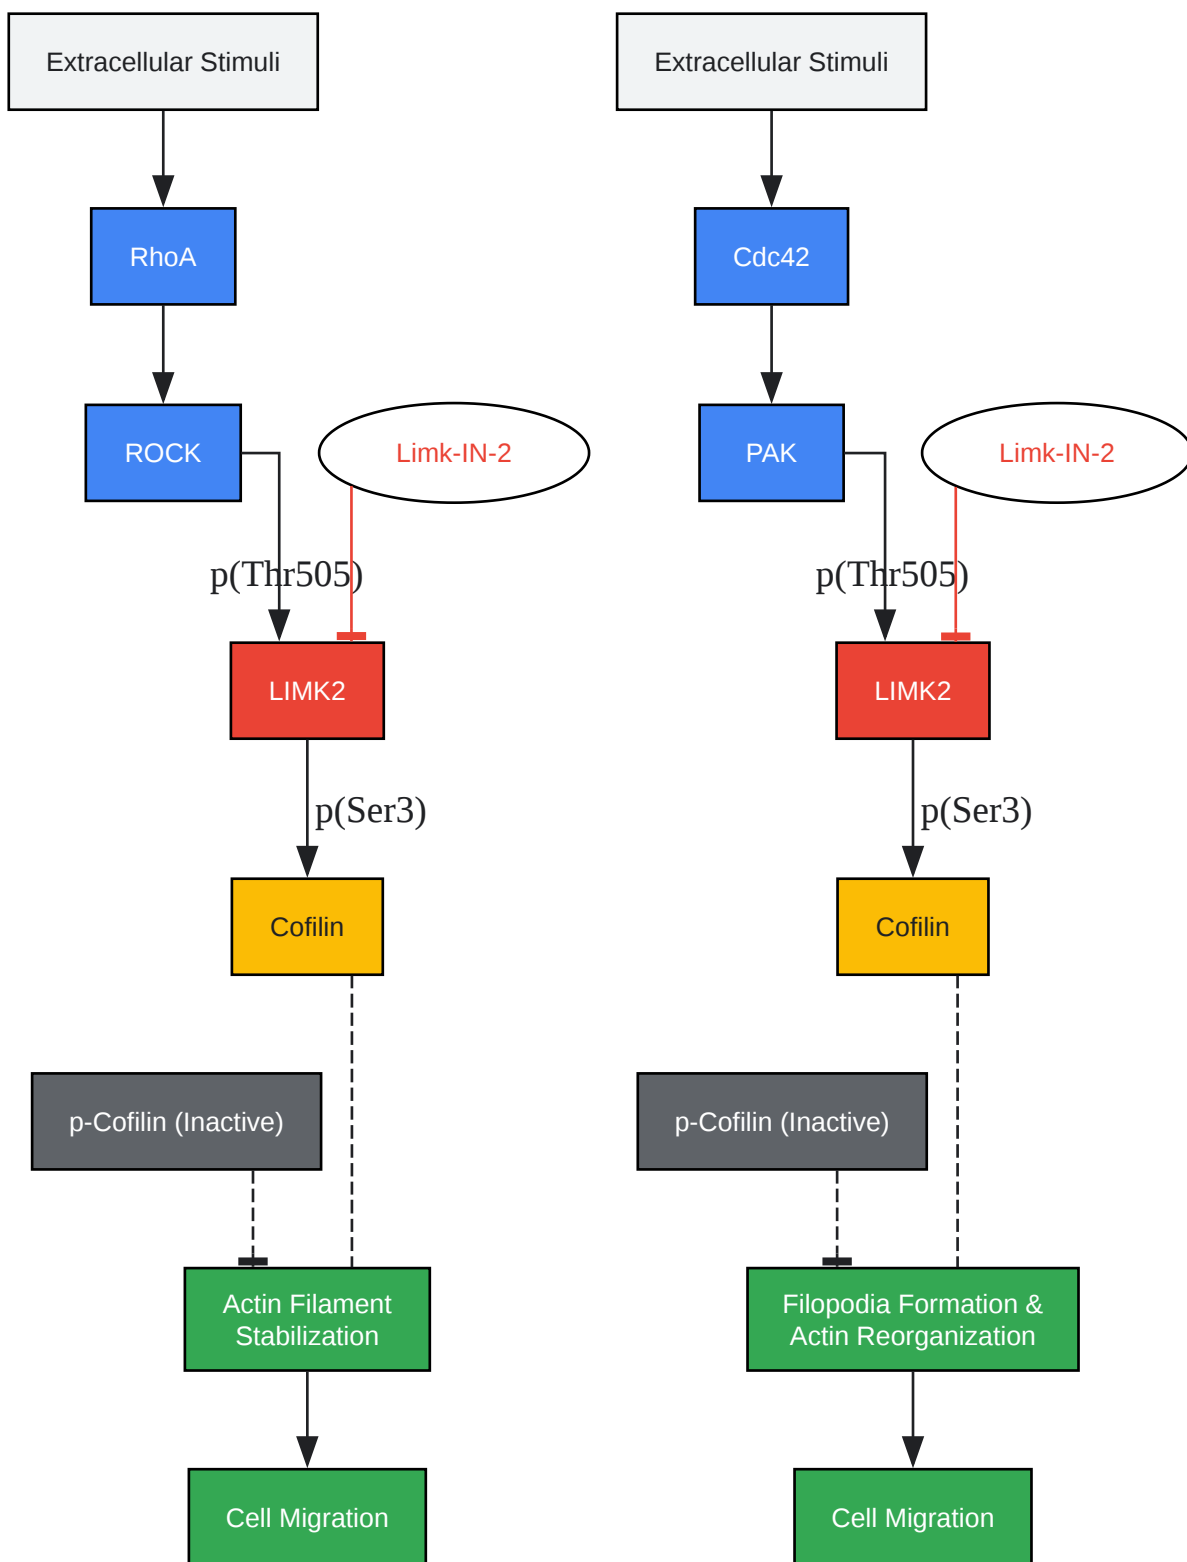 Extracellular Stimuli
RhoA
ROCK
Limk-IN-2
p(Thr505)
LIMK2
p(Ser3)
Cofilin
p-Cofilin (Inactive)
Actin Filament
Stabilization
Cell Migration
Extracellular Stimuli
Cdc42
PAK
Limk-IN-2
p(Thr505)
LIMK2
p(Ser3)
Cofilin
p-Cofilin (Inactive)
Filopodia Formation &
Actin Reorganization
Cell Migration